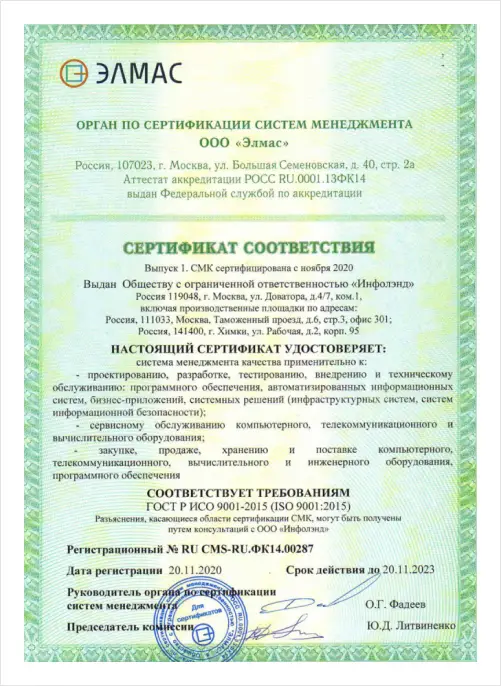 ЭЛМАС
ОРГАН ПО СЕРТИФИКАЦИИ СИСТЕМ МЕНЕДЖМЕНТА
ООО «Элмас»
Россия, 107023, г. Москва, ул. Большая Семеновская, д. 40, стр. 2а
Аттестат аккредитации РОСС RU.0001.13ФК14
выдан Федеральной службой по аккредитации
СЕРТИФИКАТ СООТВЕТСТВИЯ
Выпуск 1. СМК сертифицирована с ноября 2020
Выдан Обществу с ограниченной ответственностью «Инфолэнд»
Россия 119048, г. Москва, ул. Доватора, д.4/7, ком.1,
включая производственные площадки по адресам:
Россия, 111033, Москва, Таможенный проезд, д.6, стр.3, офис 301;
Россия, 141400, г. Химки, ул. Рабочая, д.2, корп. 95
НАСТОЯЩИЙ СЕРТИФИКАТ УДОСТОВЕРЯЕТ:
система менеджмента качества применительно к:
- проектированию, разработке, тестированию, внедрению и техническому
обслуживанию: программного обеспечения, автоматизированных информационных
систем, бизнес-приложений, системных решений (инфраструктурных систем, систем
информационной безопасности);
- сервисному обслуживанию компьютерного, телекоммуникационного и
вычислительного оборудования;
- закупке, продаже, хранению и поставке компьютерного,
телекоммуникационного, вычислительного и инженерного оборудования,
программного обеспечения
СООТВЕТСТВУЕТ ТРЕБОВАНИЯМ
ГОСТ Р ИСО 9001-2015 (ISO 9001:2015)
Разъяснения, касающиеся области сертификации СМК, могут быть получены
путем консультаций с ООО «Инфолэнд»
Регистрационный № RU CMS-RU.ФК14.00287
Дата регистрации 20.11.2020 Срок действия до 20.11.2023
Руководитель органа по сертификации
систем менеджмента
О.Г. Фадеев
Председатель комиссии
Ю.Д. Литвиненко
Для
сертификатов